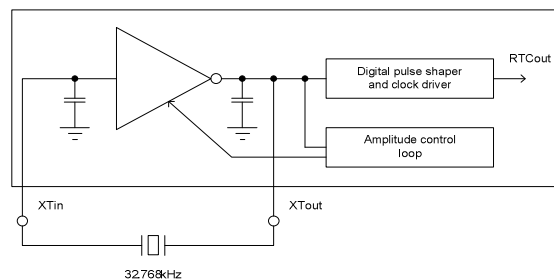 RTCout
Digital pulse shaper
and clock driver
Amplitude control
loop
XTin
XTout
32.768kHz